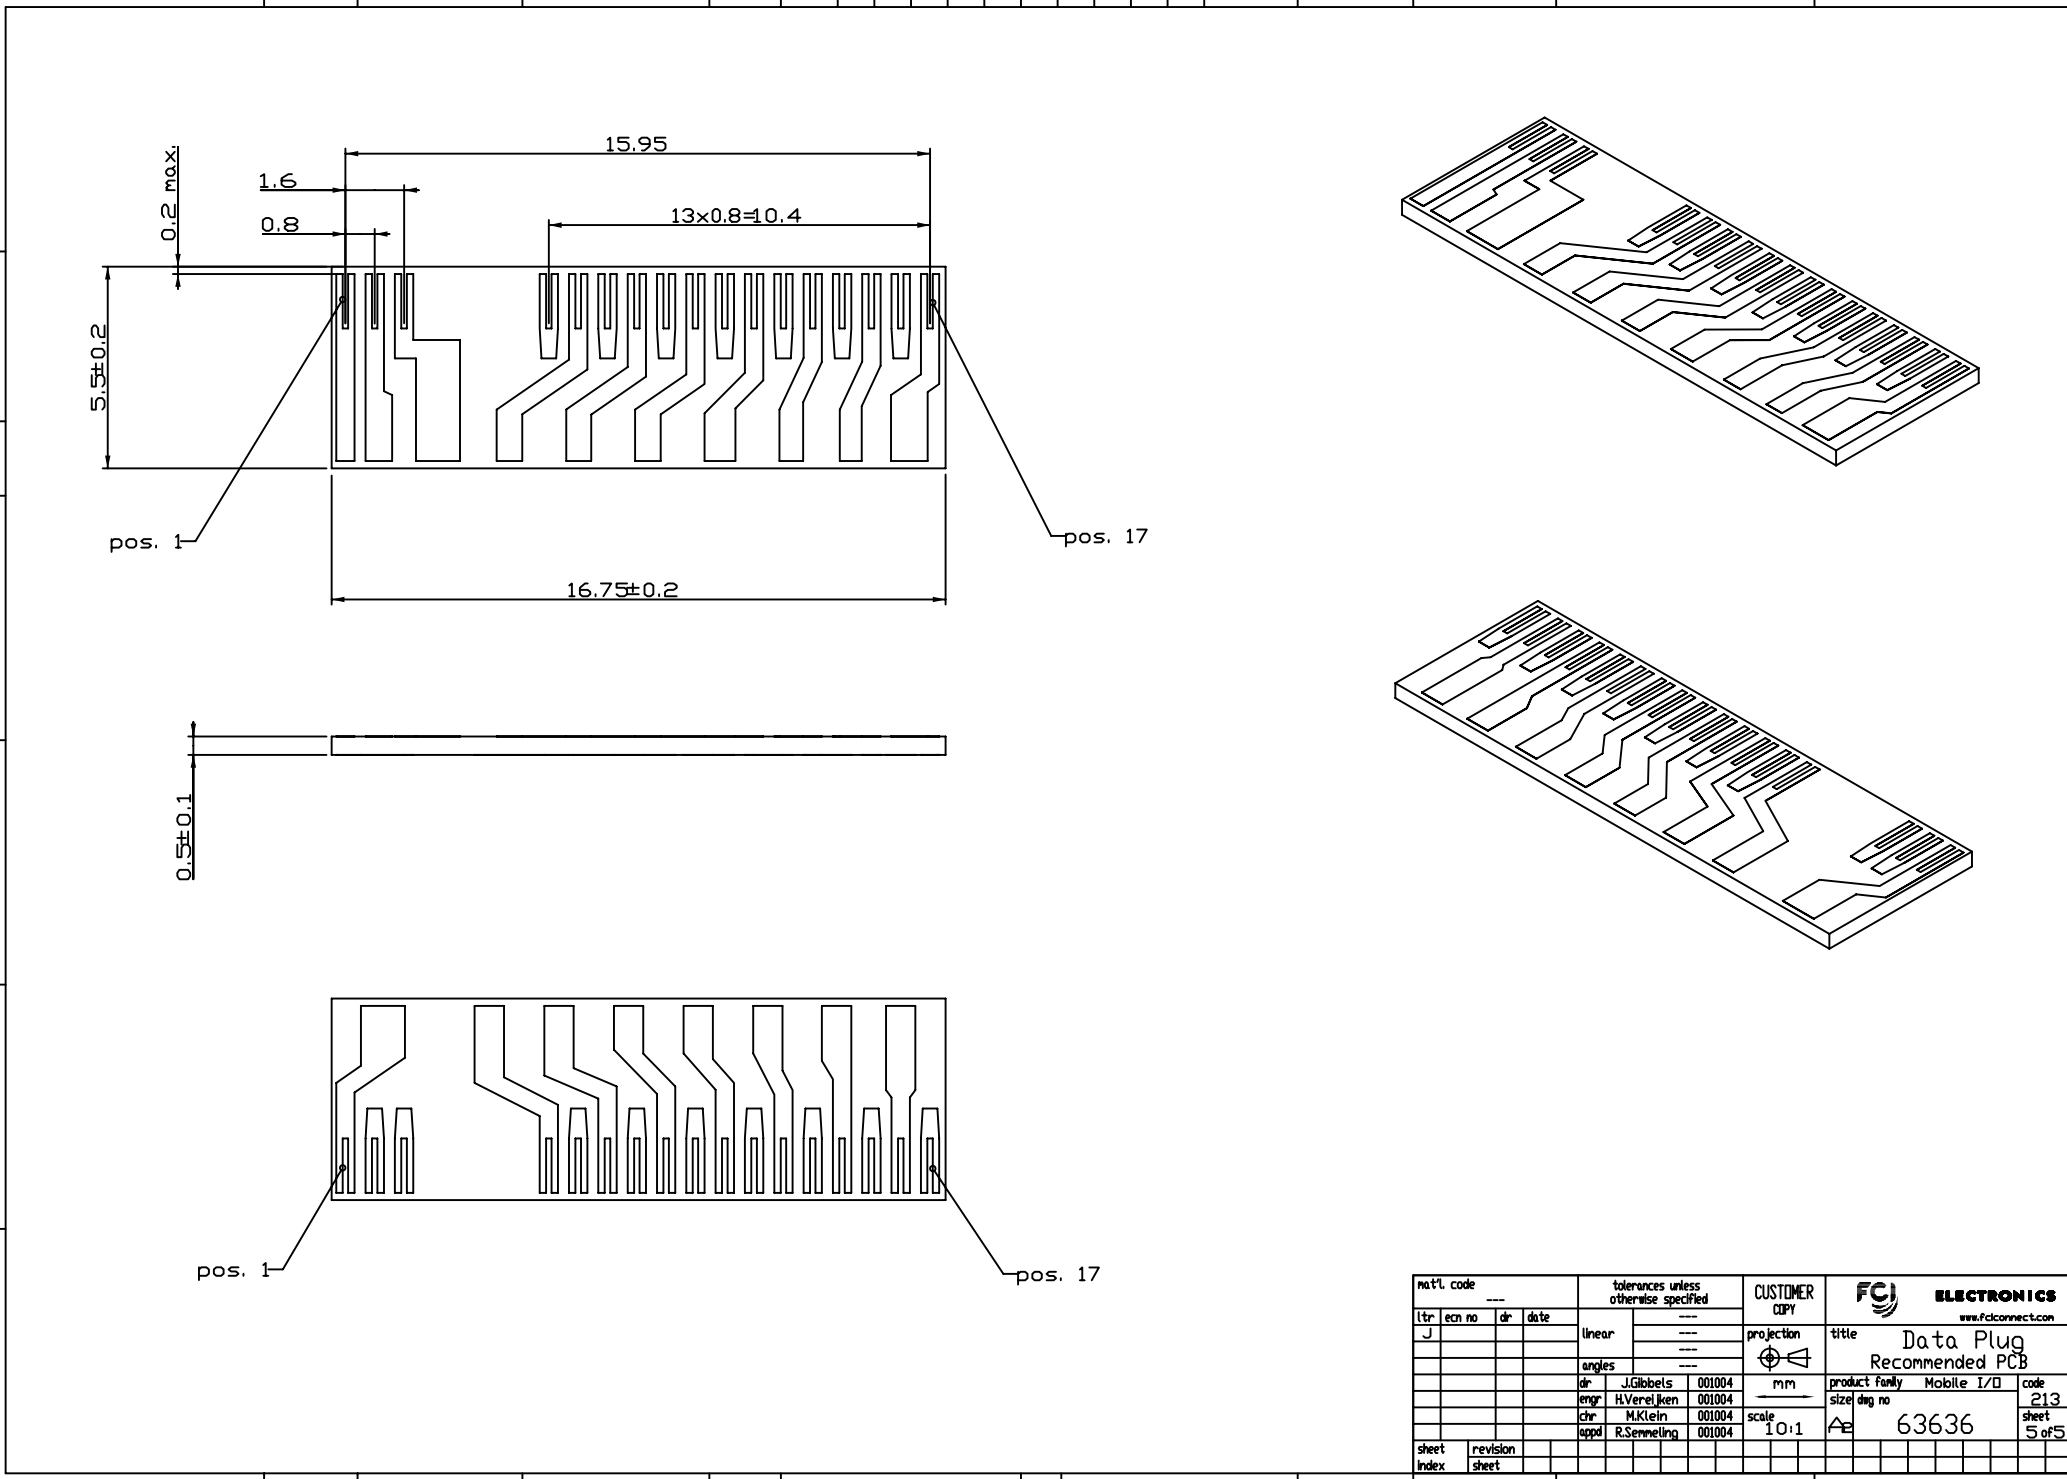 15.95
0.2 max.
1.6
13x0.8=10.4
0.8
5.5±0.2
pos. 1
pos. 17
16.75±0.2
0.5±0.1
pos. 1
pos. 17
mat'l. code
---
tolerances unless
otherwise specified
CUSTOMER
COPY
FCI ELECTRONICS
www.fciconnect.com
ltr ecn no dr date
J
linear
---
---
---
angles ---
projection
title
Data Plug
Recommended PCB
dr J.Gibbels 001004
engr H.Vereijken 001004
chr M.Klein 001004
appd R.Semmeling 001004
mm
scale
10:1
product family Mobile I/O
code
213
size dwg no
A2 63636
sheet
5 of 5
sheet
index
revision
sheet